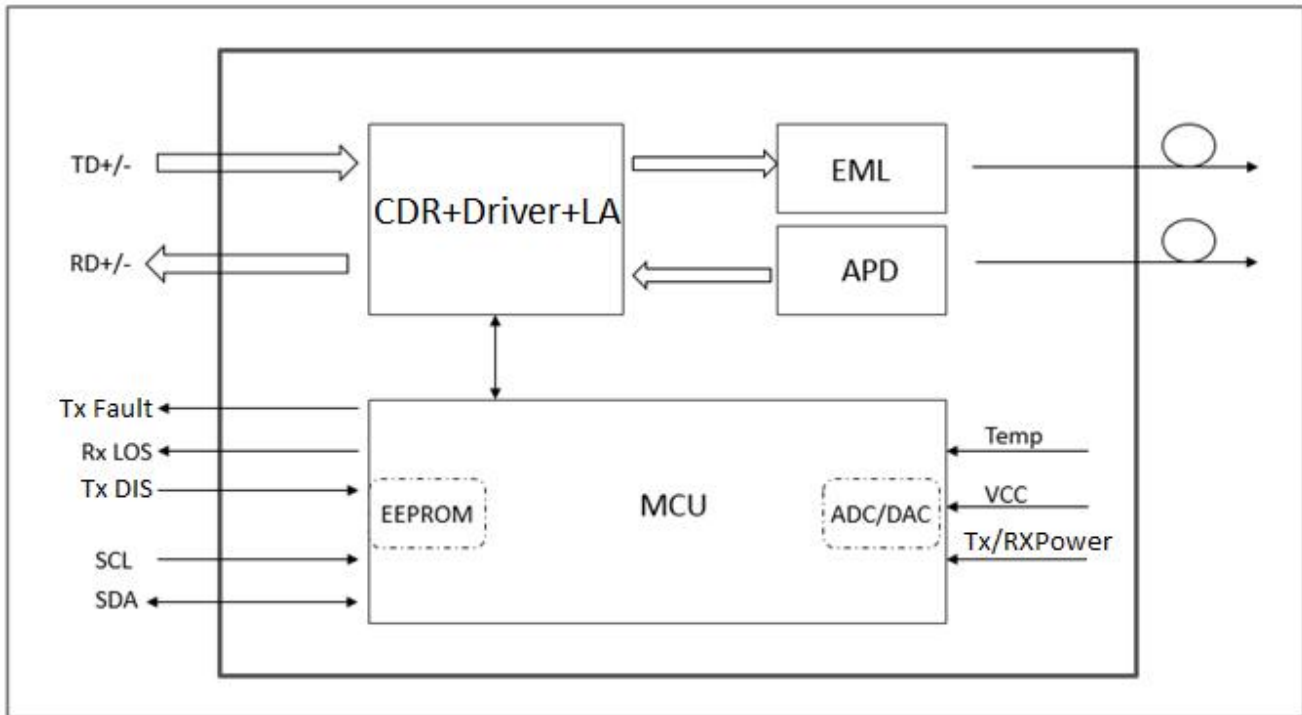 TD+/-
CDR+Driver+LA
EML
RD+/-
APD
Tx Fault
Rx LOS
Tx DIS
SCL
SDA
EEPROM
MCU
ADC/DAC
Temp
VCC
Tx/RXPower